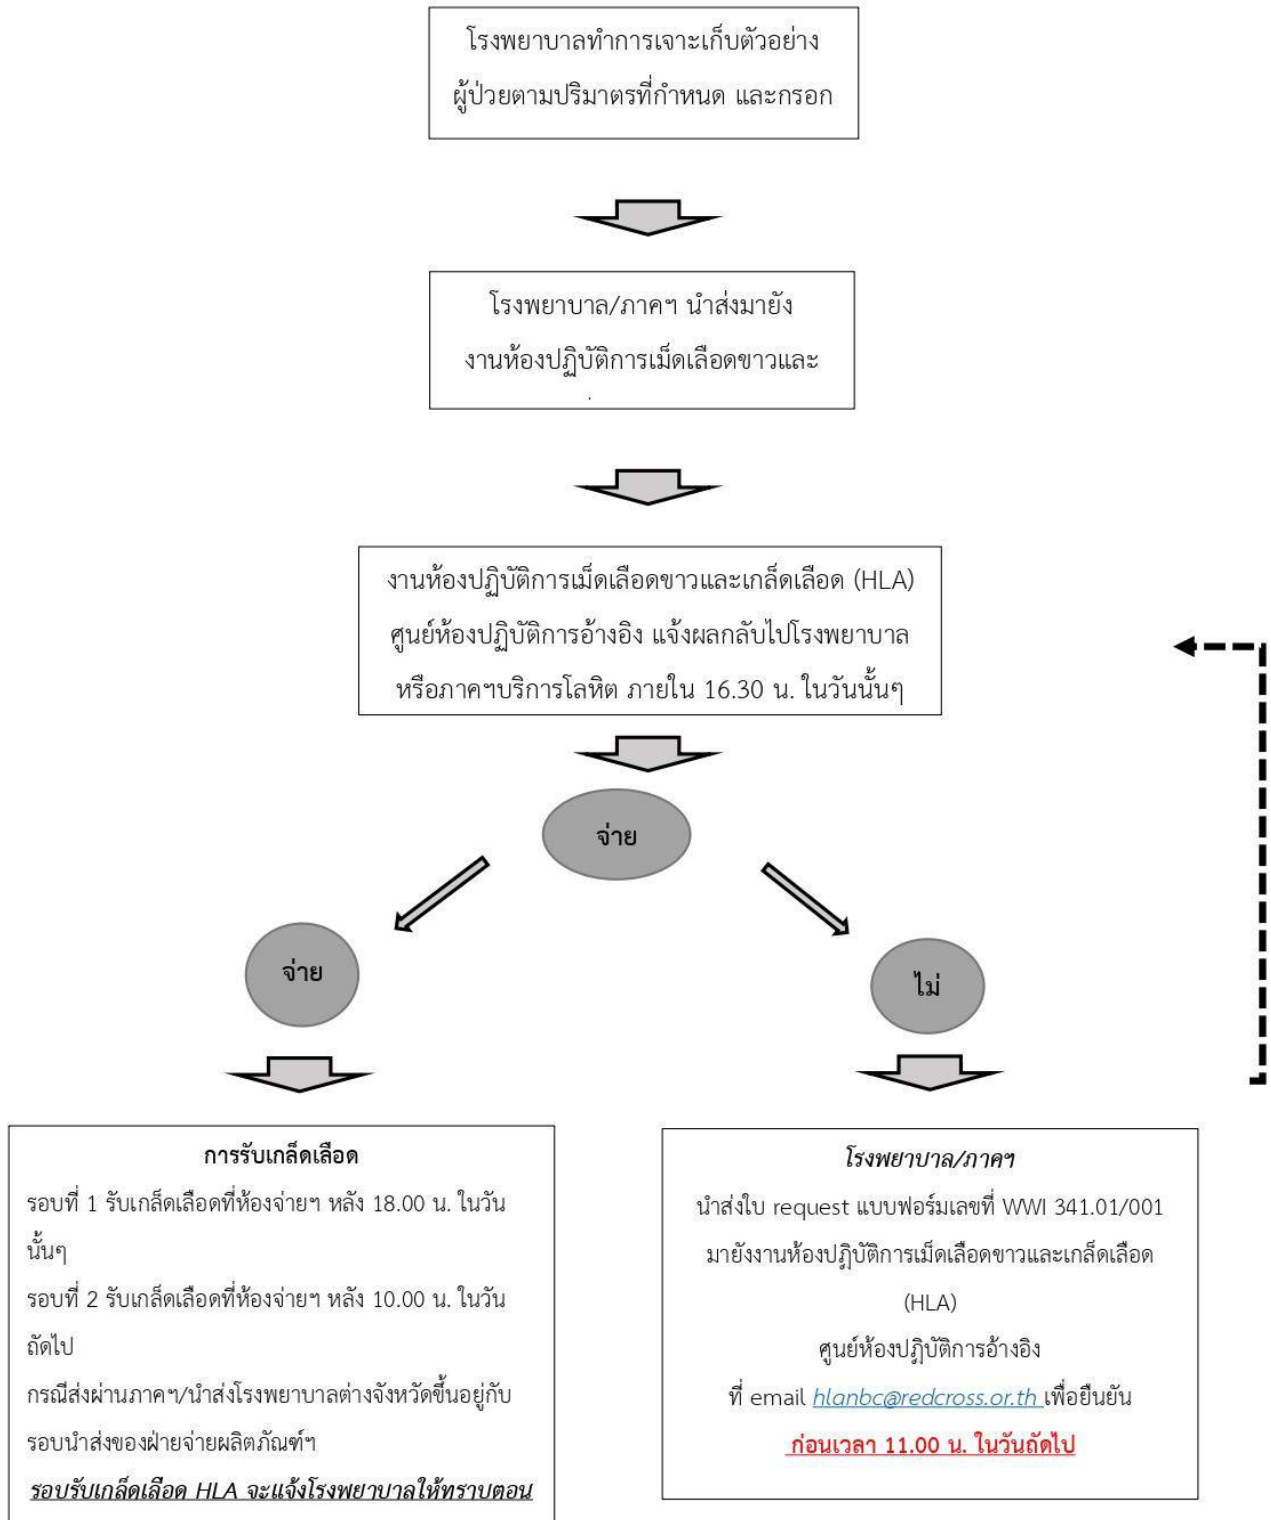 โรงพยาบาลทำการเจาะเก็บตัวอย่าง
ผู้ป่วยตามปริมาตรที่กำหนด และกรอก
โรงพยาบาล/ภาคฯ นำส่งมายัง
งานห้องปฏิบัติการเม็ดเลือดขาวและ
งานห้องปฏิบัติการเม็ดเลือดขาวและเกล็ดเลือด (HLA)
ศูนย์ห้องปฏิบัติการอ้างอิง แจ้งผลกลับไปโรงพยาบาล
หรือภาคฯบริการโลหิต ภายใน 16.30 น. ในวันนั้นๆ
จ่าย
จ่าย
ไม่
การรับเกล็ดเลือด
รอบที่ 1 รับเกล็ดเลือดที่ห้องจ่ายฯ หลัง 18.00 น. ในวัน
นั้นๆ
รอบที่ 2 รับเกล็ดเลือดที่ห้องจ่ายฯ หลัง 10.00 น. ในวัน
ถัดไป
กรณีส่งผ่านภาคฯ/นำส่งโรงพยาบาลต่างจังหวัดขึ้นอยู่กับ
รอบนำส่งของฝ่ายจ่ายผลิตภัณฑ์ฯ
รอบรับเกล็ดเลือด HLA จะแจ้งโรงพยาบาลให้ทราบตอน
โรงพยาบาล/ภาคฯ
นำส่งใบ request แบบฟอร์มเลขที่ WWI 341.01/001
มายังงานห้องปฏิบัติการเม็ดเลือดขาวและเกล็ดเลือด
(HLA)
ศูนย์ห้องปฏิบัติการอ้างอิง
ที่ email hlanbc@redcross.or.th เพื่อยืนยัน
ก่อนเวลา 11.00 น. ในวันถัดไป